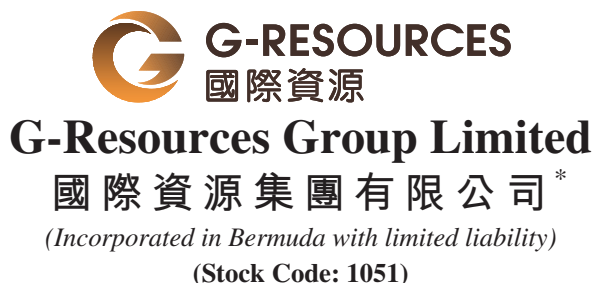 G-RESOURCES
國際資源
G-Resources Group Limited
國際資源集團有限公司*
(Incorporated in Bermuda with limited liability)
(Stock Code: 1051)